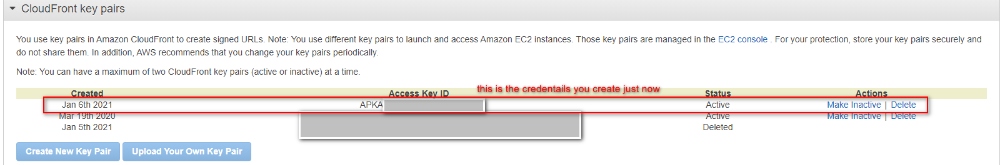 CloudFront key pairs
You use key pairs in Amazon CloudFront to create signed URLs. Note: You use different key pairs to launch and access Amazon EC2 instances. Those key pairs are managed in the EC2 console . For your protection, store your key pairs securely and
do not share them. In addition, AWS recommends that you change your key pairs periodically.
Note: You can have a maximum of two CloudFront key pairs (active or inactive) at a time.
this is the credentails you create just now
Created Access Key ID Status Actions
Jan 6th 2021 APKA Active Make Inactive | Delete
Mar 19th 2020 Active Make Inactive | Delete
Jan 5th 2021 Deleted
Create New Key Pair Upload Your Own Key Pair